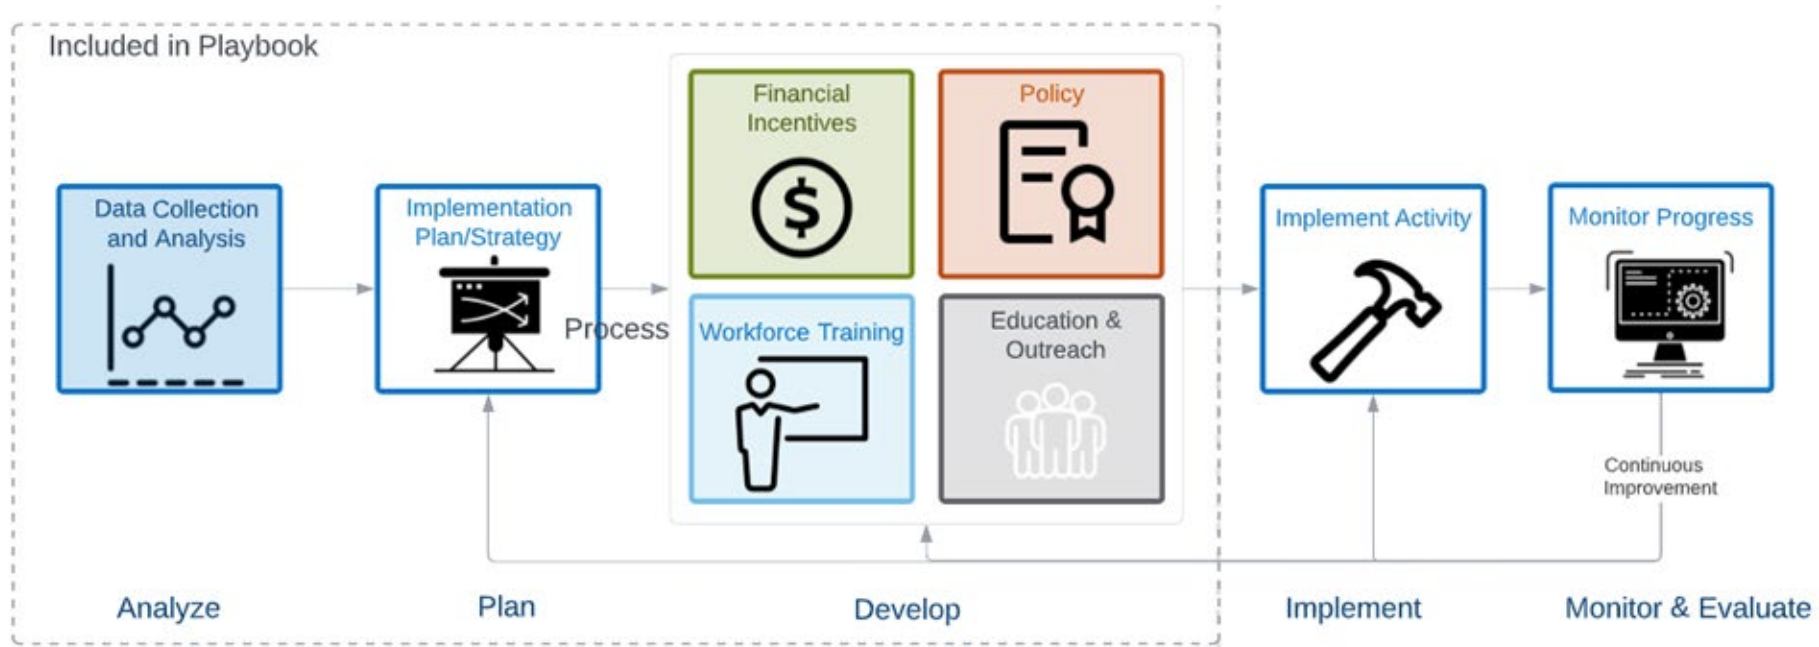 Included in Playbook
Data Collection
and Analysis
Implementation
Plan/Strategy
Process
Financial
Incentives
Policy
Workforce Training
Education &
Outreach
Implement Activity
Monitor Progress
Continuous
Improvement
Analyze
Plan
Develop
Implement
Monitor & Evaluate